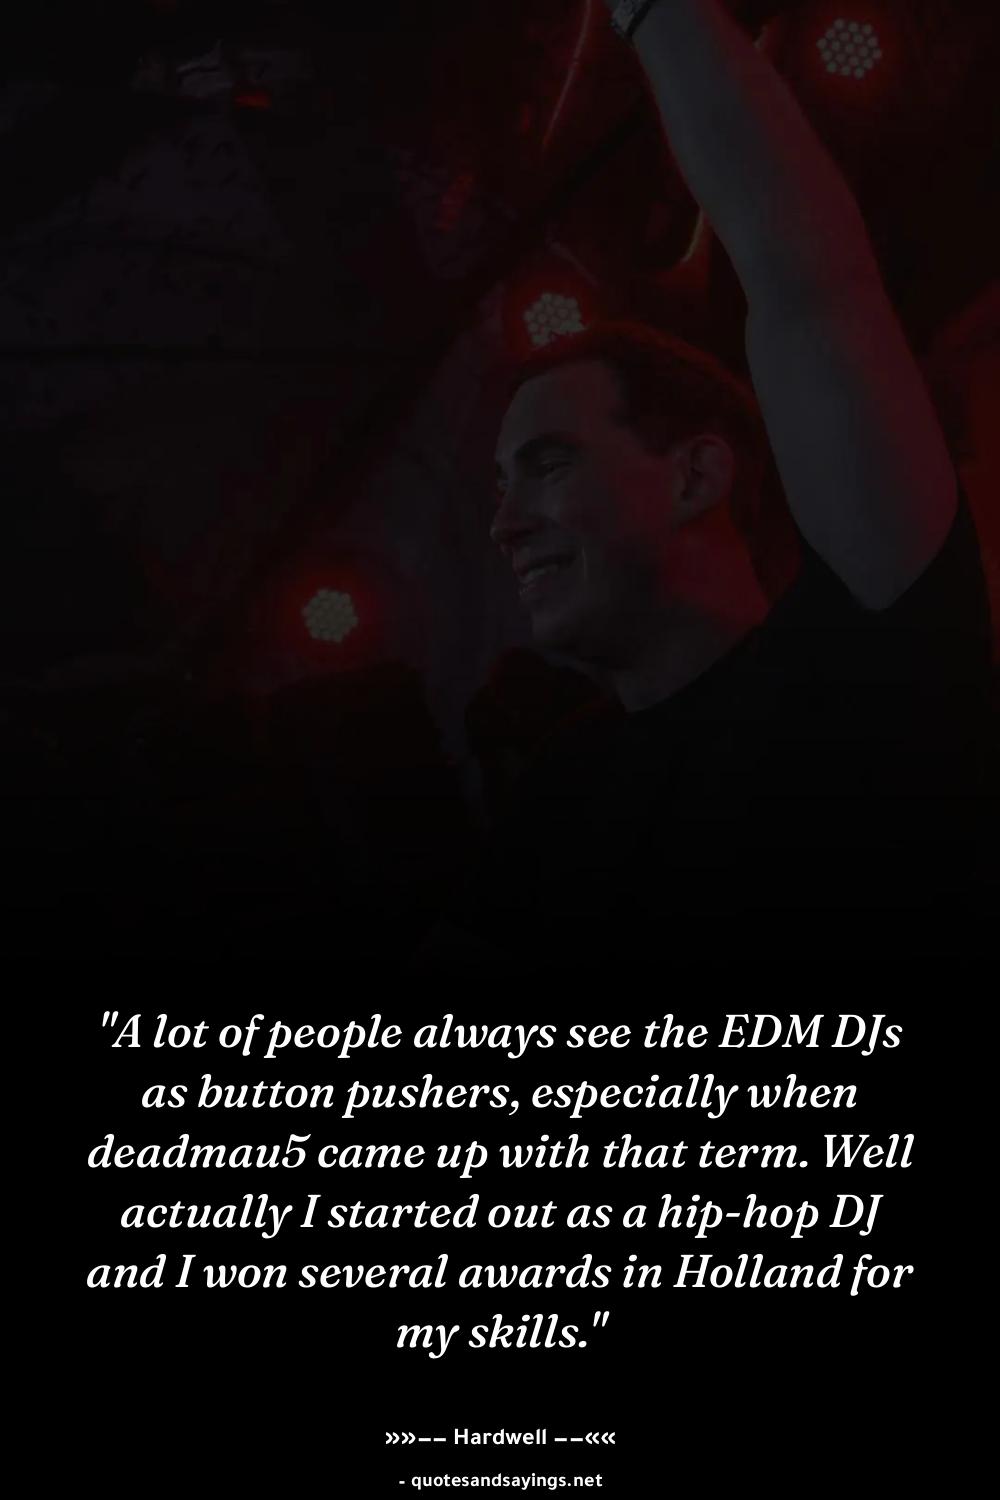 "A lot of people always see the EDM DJs
as button pushers, especially when
deadmau5 came up with that term. Well
actually I started out as a hip-hop DJ
and I won several awards in Holland for
my skills."
»»−− Hardwell −−««
- quotesandsayings.net